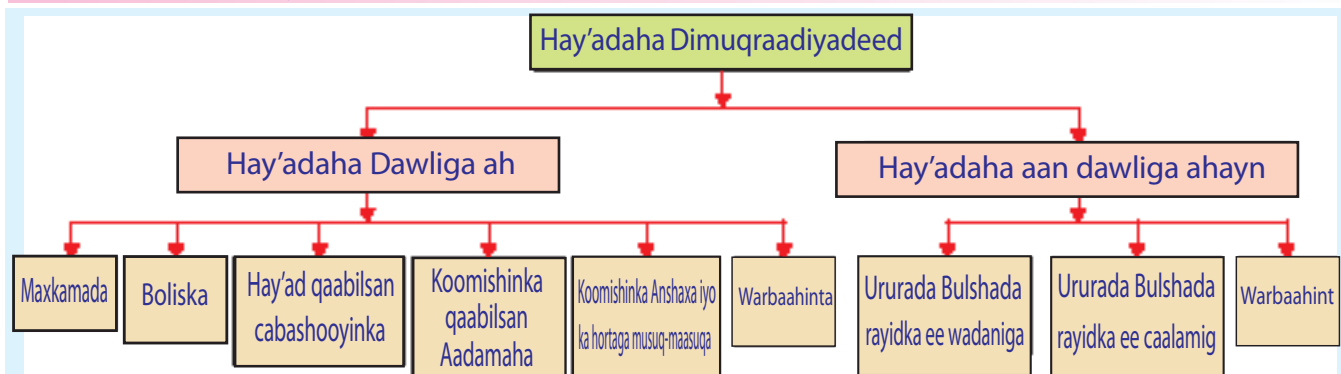 Hay'adaha Dimuqraadiyadeed
Hay'adaha Dawliga ah
Hay'adaha aan dawliga ahayn
Maxkamada
Boliska
Hay'ad qaabilsan
cabashooyinka
Koomishinka
qaabilsan
Aadamaha
Koomishinka Anshaxa iyo
ka hortaga musuq-maasuqa
Warbaahinta
Ururada Bulshada
rayidka ee wadaniga
Ururada Bulshada
rayidka ee caalamig
Warbaahint